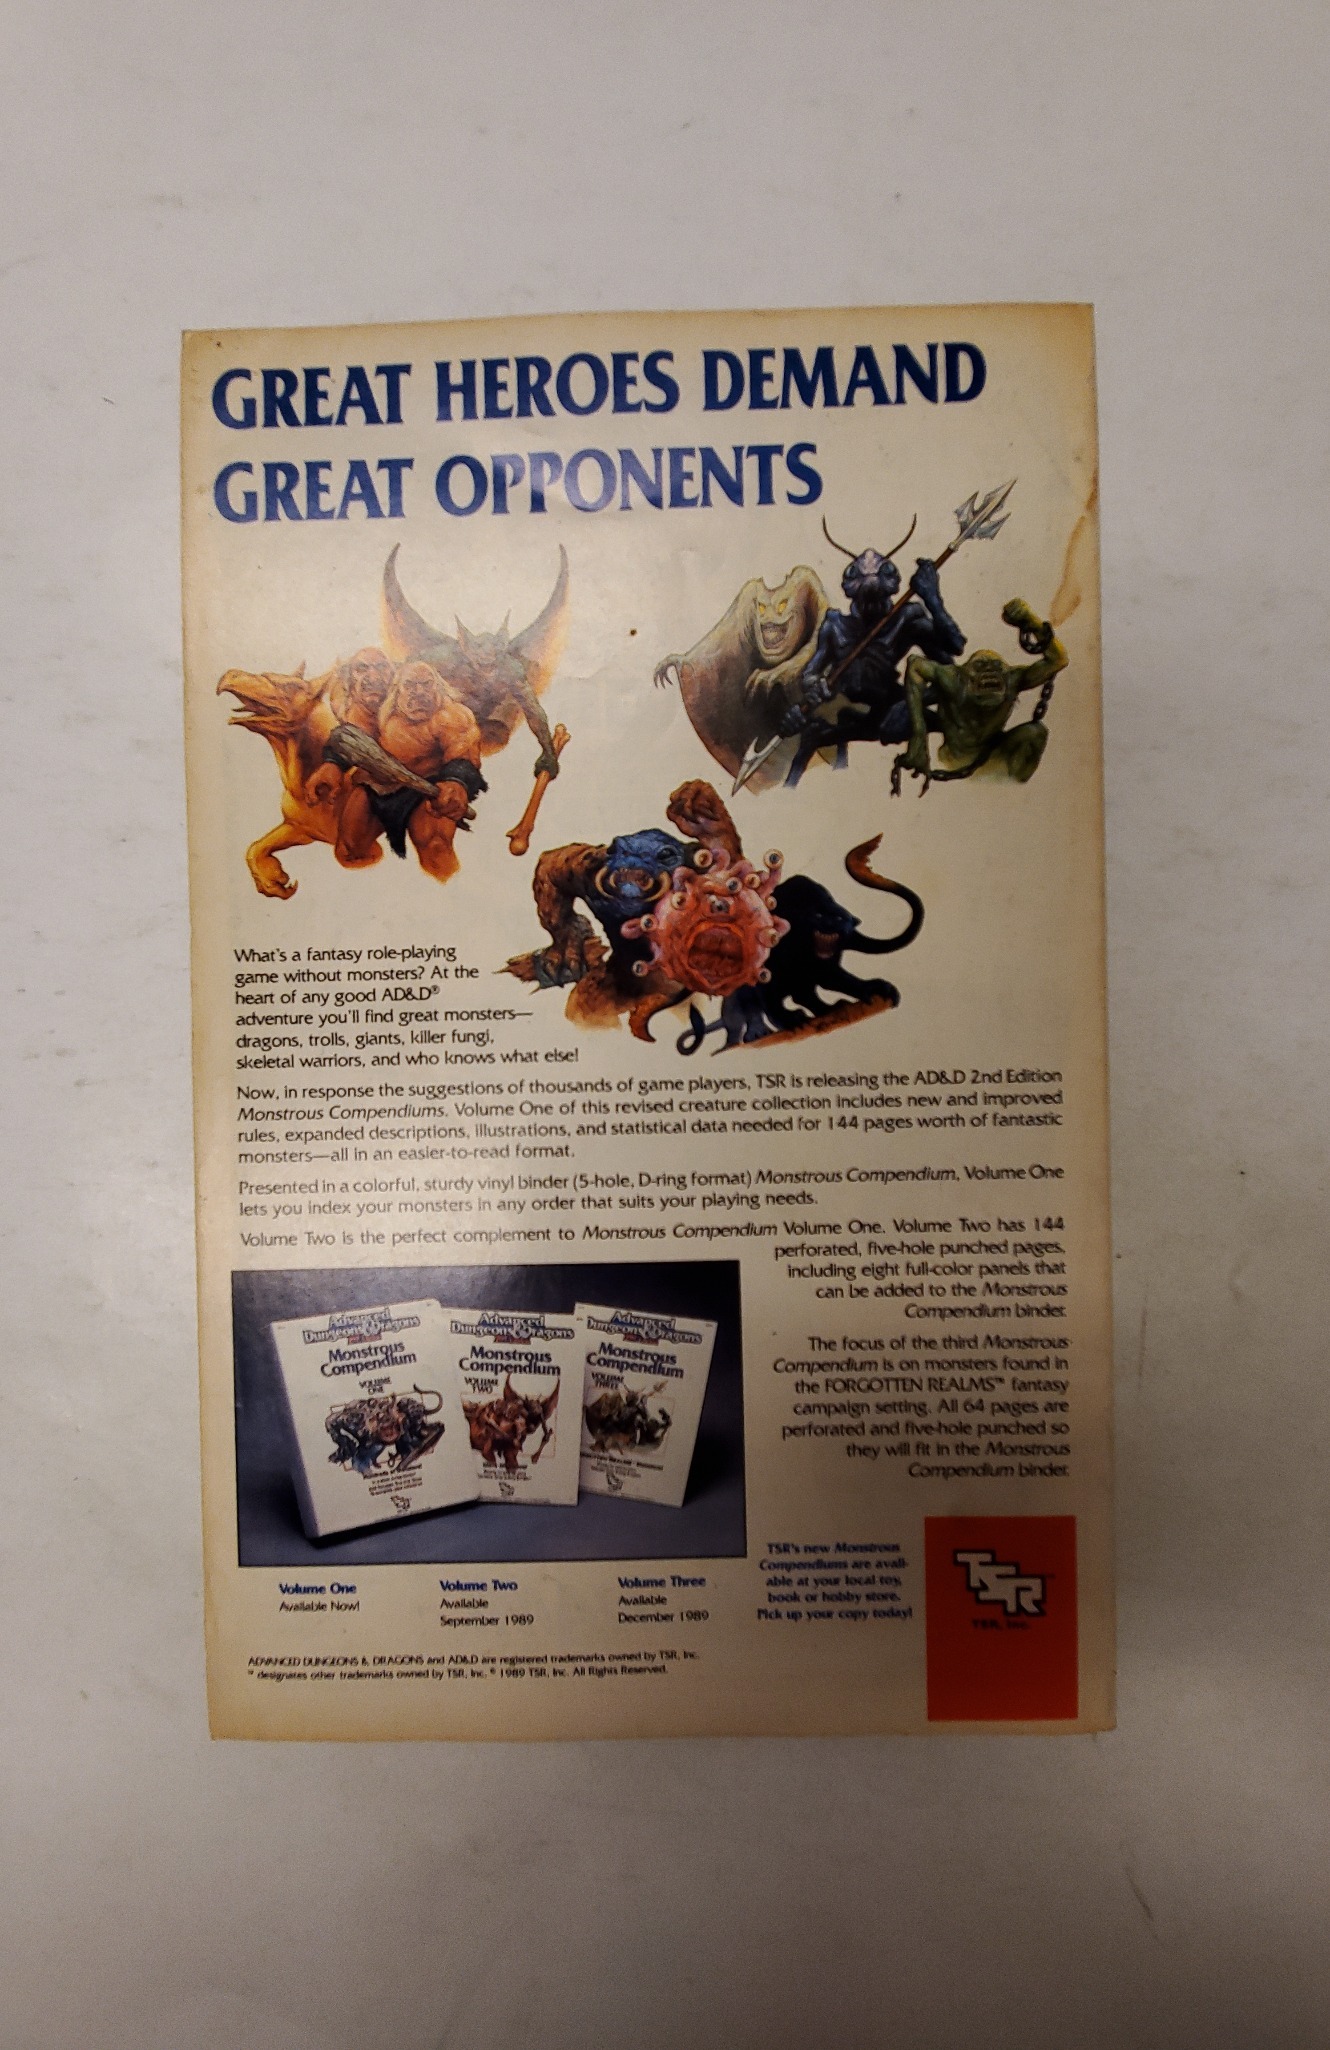 GREAT HEROES DEMAND
GREAT OPPONENTS
What's a fantasy role-playing
game without monsters? At the
heart of any good AD&D®
adventure you'll find great monsters—
dragons, trolls, giants, killer fungi,
skeletal warriors, and who knows what else!
Now, in response the suggestions of thousands of game players, TSR is releasing the AD&D 2nd Edition
Monstrous Compendiums. Volume One of this revised creature collection includes new and improved
rules, expanded descriptions, illustrations, and statistical data needed for 144 pages worth of fantastic
monsters—all in an easier-to-read format.
Presented in a colorful, sturdy vinyl binder (5-hole, D-ring format) Monstrous Compendium, Volume One
lets you index your monsters in any order that suits your playing needs.
Volume Two is the perfect complement to Monstrous Compendium Volume One. Volume Two has 144
perforated, five-hole punched pages,
including eight full-color panels that
can be added to the Monstrous
Compendium binder.
The focus of the third Monstrous
Compendium is on monsters found in
the FORGOTTEN REALMS™ fantasy
campaign setting. All 64 pages are
perforated and five-hole punched so
they will fit in the Monstrous
Compendium binder.
Advanced
Dungeons & Dragons
Monstrous
Compendium
VOLUME
ONE
Advanced
Dungeons & Dragons
Monstrous
Compendium
VOLUME
TWO
Advanced
Dungeons & Dragons
Monstrous
Compendium
VOLUME
THREE
Volume One
Available Now!
Volume Two
Available
September 1989
Volume Three
Available
December 1989
TSR's new Monstrous
Compendiums are avail-
able at your local toy,
book or hobby store.
Pick up your copy today!
TSR
TSR, Inc.
ADVANCED DUNGEONS & DRAGONS and AD&D are registered trademarks owned by TSR, Inc.
™ designates other trademarks owned by TSR, Inc. © 1989 TSR, Inc. All Rights Reserved.